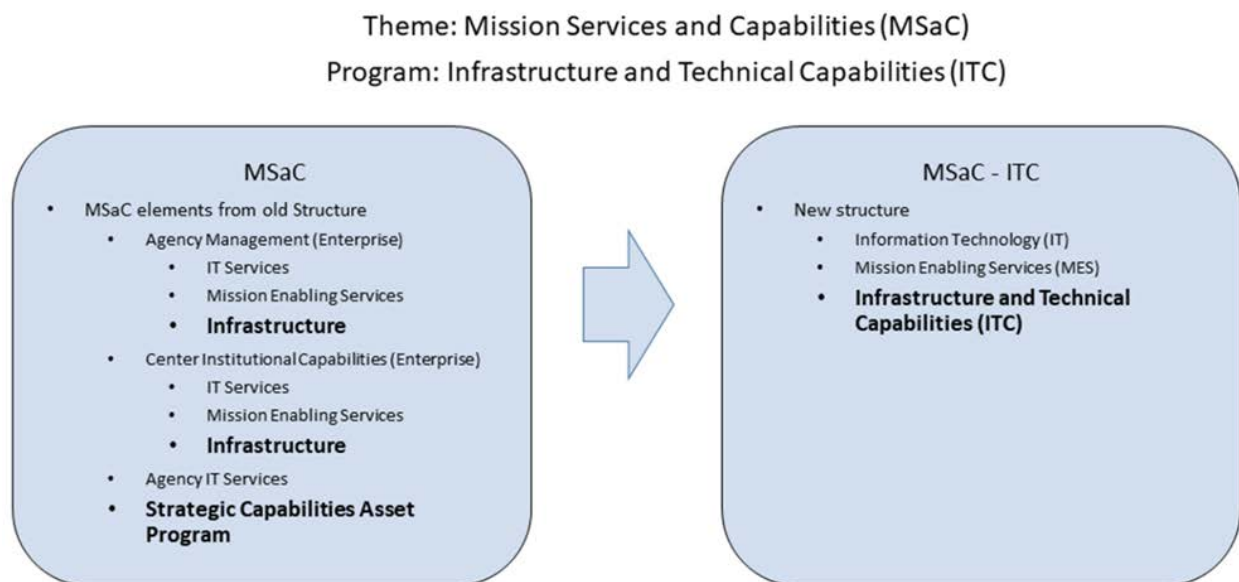 Theme: Mission Services and Capabilities (MSaC)
Program: Infrastructure and Technical Capabilities (ITC)
MSaC
• MSaC elements from old Structure
• Agency Management (Enterprise)
• IT Services
• Mission Enabling Services
• Infrastructure
• Center Institutional Capabilities (Enterprise)
• IT Services
• Mission Enabling Services
• Infrastructure
• Agency IT Services
• Strategic Capabilities Asset
Program
MSaC - ITC
• New structure
• Information Technology (IT)
• Mission Enabling Services (MES)
• Infrastructure and Technical
Capabilities (ITC)